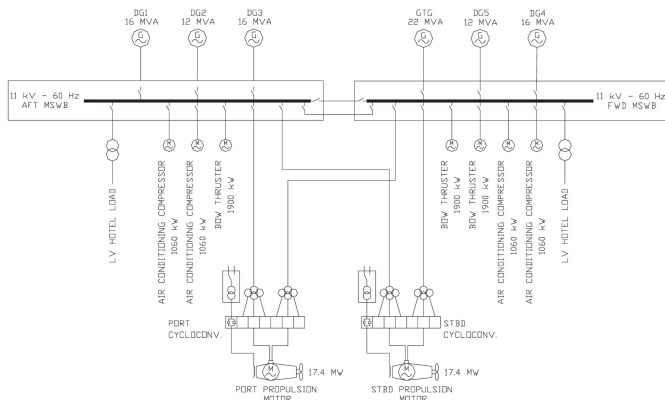 DG1
16 MVA
DG2
12 MVA
DG3
16 MVA
GTG
22 MVA
DG5
12 MVA
DG4
16 MVA
G
G
G
G
G
G
11 kV - 60 Hz
AFT MSWB
11 kV - 60 Hz
FWD MSWB
M
M
M
M
M
M
M
LV HOTEL LOAD
AIR CONDITIONING COMPRESSOR
1060 kW
AIR CONDITIONING COMPRESSOR
1060 kW
BOW THRUSTER
1900 kW
BOW THRUSTER
1900 kW
BOW THRUSTER
1900 kW
AIR CONDITIONING COMPRESSOR
1060 kW
AIR CONDITIONING COMPRESSOR
1060 kW
LV HOTEL LOAD
PORT
CYCLOCONV.
STBD
CYCLOCONV.
M
17.4 MW
M
17.4 MW
PORT PROPULSION
MOTOR
STBD PROPULSION
MOTOR